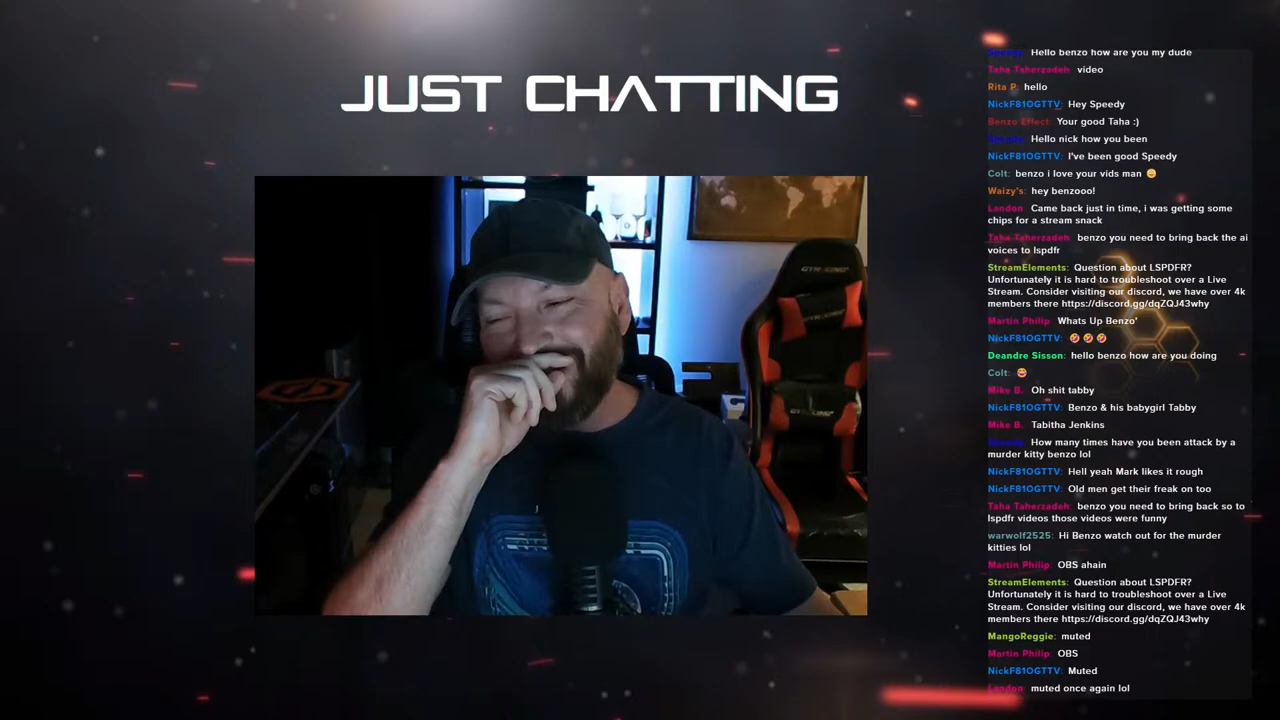 JUST CHATTING
Speedy: Hello benzo how are you my dude
Taha Taherzadeh: video
Rita P: hello
NickF81OGTTV: Hey Speedy
Benzo Effect: Your good Taha :)
Speedy: Hello nick how you been
NickF81OGTTV: I've been good Speedy
Colt: benzo i love your vids man 😄
Waizy's: hey benzooo!
Landon: Came back just in time, i was getting some
chips for a stream snack
Taha Taherzadeh: benzo you need to bring back the ai
voices to lspdfr
StreamElements: Question about LSPDFR?
Unfortunately it is hard to troubleshoot over a Live
Stream. Consider visiting our discord, we have over 4k
members there https://discord.gg/dqZQJ43why
Martin Philip: Whats Up Benzo'
NickF81OGTTV: 🤣 🤣 🤣
Deandre Sisson: hello benzo how are you doing
Colt: 😍
Mike B.: Oh shit tabby
NickF81OGTTV: Benzo & his babygirl Tabby
Mike B.: Tabitha Jenkins
Speedy: How many times have you been attack by a
murder kitty benzo lol
NickF81OGTTV: Hell yeah Mark likes it rough
NickF81OGTTV: Old men get their freak on too
Taha Taherzadeh: benzo you need to bring back so to
lspdfr videos those videos were funny
warwolf2525: Hi Benzo watch out for the murder
kitties lol
Martin Philip: OBS ahain
StreamElements: Question about LSPDFR?
Unfortunately it is hard to troubleshoot over a Live
Stream. Consider visiting our discord, we have over 4k
members there https://discord.gg/dqZQJ43why
MangoReggie: muted
Martin Philip: OBS
NickF81OGTTV: Muted
Landon: muted once again lol